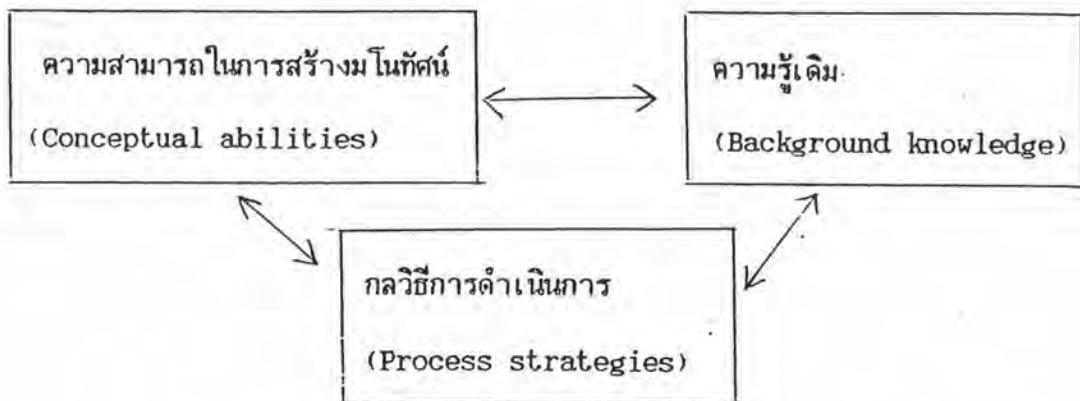 ความสามารถในการสร้างมโนทัศน์
(Conceptual abilities)
ความรู้เดิม
(Background knowledge)
กลวิธีการดำเนินการ
(Process strategies)